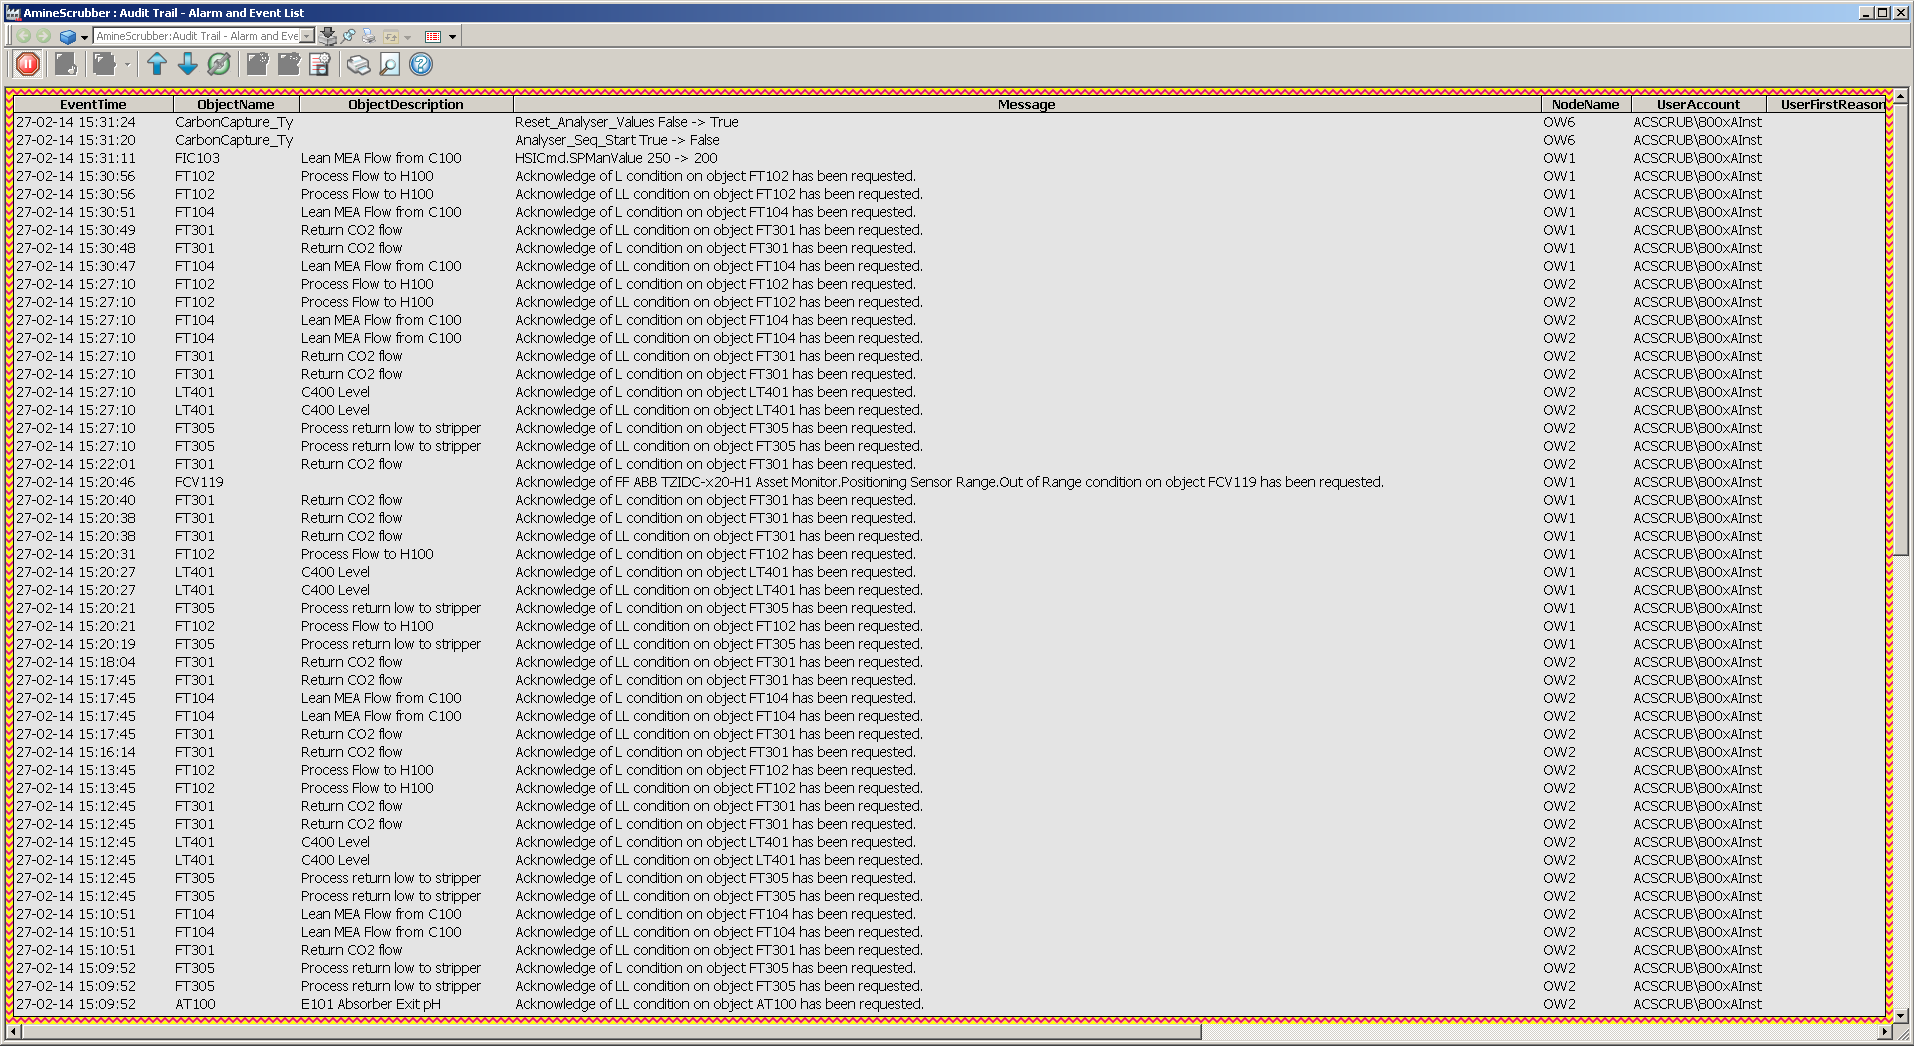 AmineScrubber : Audit Trail - Alarm and Event List
AmineScrubber:Audit Trail - Alarm and Eve
EventTime ObjectName ObjectDescription Message NodeName UserAccount UserFirstReason
27-02-14 15:31:24 CarbonCapture_Ty Reset_Analyser_Values False -> True OW6 ACSCRUB\800xAInst
27-02-14 15:31:20 CarbonCapture_Ty Analyser_Seq_Start True -> False OW6 ACSCRUB\800xAInst
27-02-14 15:31:11 FIC103 Lean MEA Flow from C100 HSICmd.SPManValue 250 -> 200 OW1 ACSCRUB\800xAInst
27-02-14 15:30:56 FT102 Process Flow to H100 Acknowledge of L condition on object FT102 has been requested. OW1 ACSCRUB\800xAInst
27-02-14 15:30:56 FT102 Process Flow to H100 Acknowledge of LL condition on object FT102 has been requested. OW1 ACSCRUB\800xAInst
27-02-14 15:30:51 FT104 Lean MEA Flow from C100 Acknowledge of L condition on object FT104 has been requested. OW1 ACSCRUB\800xAInst
27-02-14 15:30:49 FT301 Return CO2 flow Acknowledge of LL condition on object FT301 has been requested. OW1 ACSCRUB\800xAInst
27-02-14 15:30:48 FT301 Return CO2 flow Acknowledge of L condition on object FT301 has been requested. OW1 ACSCRUB\800xAInst
27-02-14 15:30:47 FT104 Lean MEA Flow from C100 Acknowledge of LL condition on object FT104 has been requested. OW1 ACSCRUB\800xAInst
27-02-14 15:27:10 FT102 Process Flow to H100 Acknowledge of L condition on object FT102 has been requested. OW2 ACSCRUB\800xAInst
27-02-14 15:27:10 FT102 Process Flow to H100 Acknowledge of LL condition on object FT102 has been requested. OW2 ACSCRUB\800xAInst
27-02-14 15:27:10 FT104 Lean MEA Flow from C100 Acknowledge of L condition on object FT104 has been requested. OW2 ACSCRUB\800xAInst
27-02-14 15:27:10 FT104 Lean MEA Flow from C100 Acknowledge of LL condition on object FT104 has been requested. OW2 ACSCRUB\800xAInst
27-02-14 15:27:10 FT301 Return CO2 flow Acknowledge of L condition on object FT301 has been requested. OW2 ACSCRUB\800xAInst
27-02-14 15:27:10 FT301 Return CO2 flow Acknowledge of LL condition on object FT301 has been requested. OW2 ACSCRUB\800xAInst
27-02-14 15:27:10 LT401 C400 Level Acknowledge of L condition on object LT401 has been requested. OW2 ACSCRUB\800xAInst
27-02-14 15:27:10 LT401 C400 Level Acknowledge of LL condition on object LT401 has been requested. OW2 ACSCRUB\800xAInst
27-02-14 15:27:10 FT305 Process return low to stripper Acknowledge of L condition on object FT305 has been requested. OW2 ACSCRUB\800xAInst
27-02-14 15:27:10 FT305 Process return low to stripper Acknowledge of LL condition on object FT305 has been requested. OW2 ACSCRUB\800xAInst
27-02-14 15:22:01 FT301 Return CO2 flow Acknowledge of L condition on object FT301 has been requested. OW2 ACSCRUB\800xAInst
27-02-14 15:20:46 FCV119 Acknowledge of FF ABB TZIDC-x20-H1 Asset Monitor.Positioning Sensor Range.Out of Range condition on object FCV119 has been requested. OW1 ACSCRUB\800xAInst
27-02-14 15:20:40 FT301 Return CO2 flow Acknowledge of L condition on object FT301 has been requested. OW1 ACSCRUB\800xAInst
27-02-14 15:20:38 FT301 Return CO2 flow Acknowledge of L condition on object FT301 has been requested. OW1 ACSCRUB\800xAInst
27-02-14 15:20:38 FT301 Return CO2 flow Acknowledge of LL condition on object FT301 has been requested. OW1 ACSCRUB\800xAInst
27-02-14 15:20:31 FT102 Process Flow to H100 Acknowledge of L condition on object FT102 has been requested. OW1 ACSCRUB\800xAInst
27-02-14 15:20:27 LT401 C400 Level Acknowledge of L condition on object LT401 has been requested. OW1 ACSCRUB\800xAInst
27-02-14 15:20:27 LT401 C400 Level Acknowledge of LL condition on object LT401 has been requested. OW1 ACSCRUB\800xAInst
27-02-14 15:20:21 FT305 Process return low to stripper Acknowledge of L condition on object FT305 has been requested. OW1 ACSCRUB\800xAInst
27-02-14 15:20:21 FT102 Process Flow to H100 Acknowledge of LL condition on object FT102 has been requested. OW1 ACSCRUB\800xAInst
27-02-14 15:20:19 FT305 Process return low to stripper Acknowledge of LL condition on object FT305 has been requested. OW1 ACSCRUB\800xAInst
27-02-14 15:18:04 FT301 Return CO2 flow Acknowledge of LL condition on object FT301 has been requested. OW2 ACSCRUB\800xAInst
27-02-14 15:17:45 FT301 Return CO2 flow Acknowledge of L condition on object FT301 has been requested. OW2 ACSCRUB\800xAInst
27-02-14 15:17:45 FT104 Lean MEA Flow from C100 Acknowledge of L condition on object FT104 has been requested. OW2 ACSCRUB\800xAInst
27-02-14 15:17:45 FT104 Lean MEA Flow from C100 Acknowledge of LL condition on object FT104 has been requested. OW2 ACSCRUB\800xAInst
27-02-14 15:17:45 FT301 Return CO2 flow Acknowledge of LL condition on object FT301 has been requested. OW2 ACSCRUB\800xAInst
27-02-14 15:16:14 FT301 Return CO2 flow Acknowledge of L condition on object FT301 has been requested. OW2 ACSCRUB\800xAInst
27-02-14 15:13:45 FT102 Process Flow to H100 Acknowledge of L condition on object FT102 has been requested. OW2 ACSCRUB\800xAInst
27-02-14 15:13:45 FT102 Process Flow to H100 Acknowledge of LL condition on object FT102 has been requested. OW2 ACSCRUB\800xAInst
27-02-14 15:12:45 FT301 Return CO2 flow Acknowledge of LL condition on object FT301 has been requested. OW2 ACSCRUB\800xAInst
27-02-14 15:12:45 FT301 Return CO2 flow Acknowledge of L condition on object FT301 has been requested. OW2 ACSCRUB\800xAInst
27-02-14 15:12:45 LT401 C400 Level Acknowledge of L condition on object LT401 has been requested. OW2 ACSCRUB\800xAInst
27-02-14 15:12:45 LT401 C400 Level Acknowledge of LL condition on object LT401 has been requested. OW2 ACSCRUB\800xAInst
27-02-14 15:12:45 FT305 Process return low to stripper Acknowledge of LL condition on object FT305 has been requested. OW2 ACSCRUB\800xAInst
27-02-14 15:12:45 FT305 Process return low to stripper Acknowledge of L condition on object FT305 has been requested. OW2 ACSCRUB\800xAInst
27-02-14 15:10:51 FT104 Lean MEA Flow from C100 Acknowledge of LL condition on object FT104 has been requested. OW2 ACSCRUB\800xAInst
27-02-14 15:10:51 FT104 Lean MEA Flow from C100 Acknowledge of L condition on object FT104 has been requested. OW2 ACSCRUB\800xAInst
27-02-14 15:10:51 FT301 Return CO2 flow Acknowledge of LL condition on object FT301 has been requested. OW2 ACSCRUB\800xAInst
27-02-14 15:09:52 FT305 Process return low to stripper Acknowledge of L condition on object FT305 has been requested. OW2 ACSCRUB\800xAInst
27-02-14 15:09:52 FT305 Process return low to stripper Acknowledge of LL condition on object FT305 has been requested. OW2 ACSCRUB\800xAInst
27-02-14 15:09:52 AT100 E101 Absorber Exit pH Acknowledge of LL condition on object AT100 has been requested. OW2 ACSCRUB\800xAInst